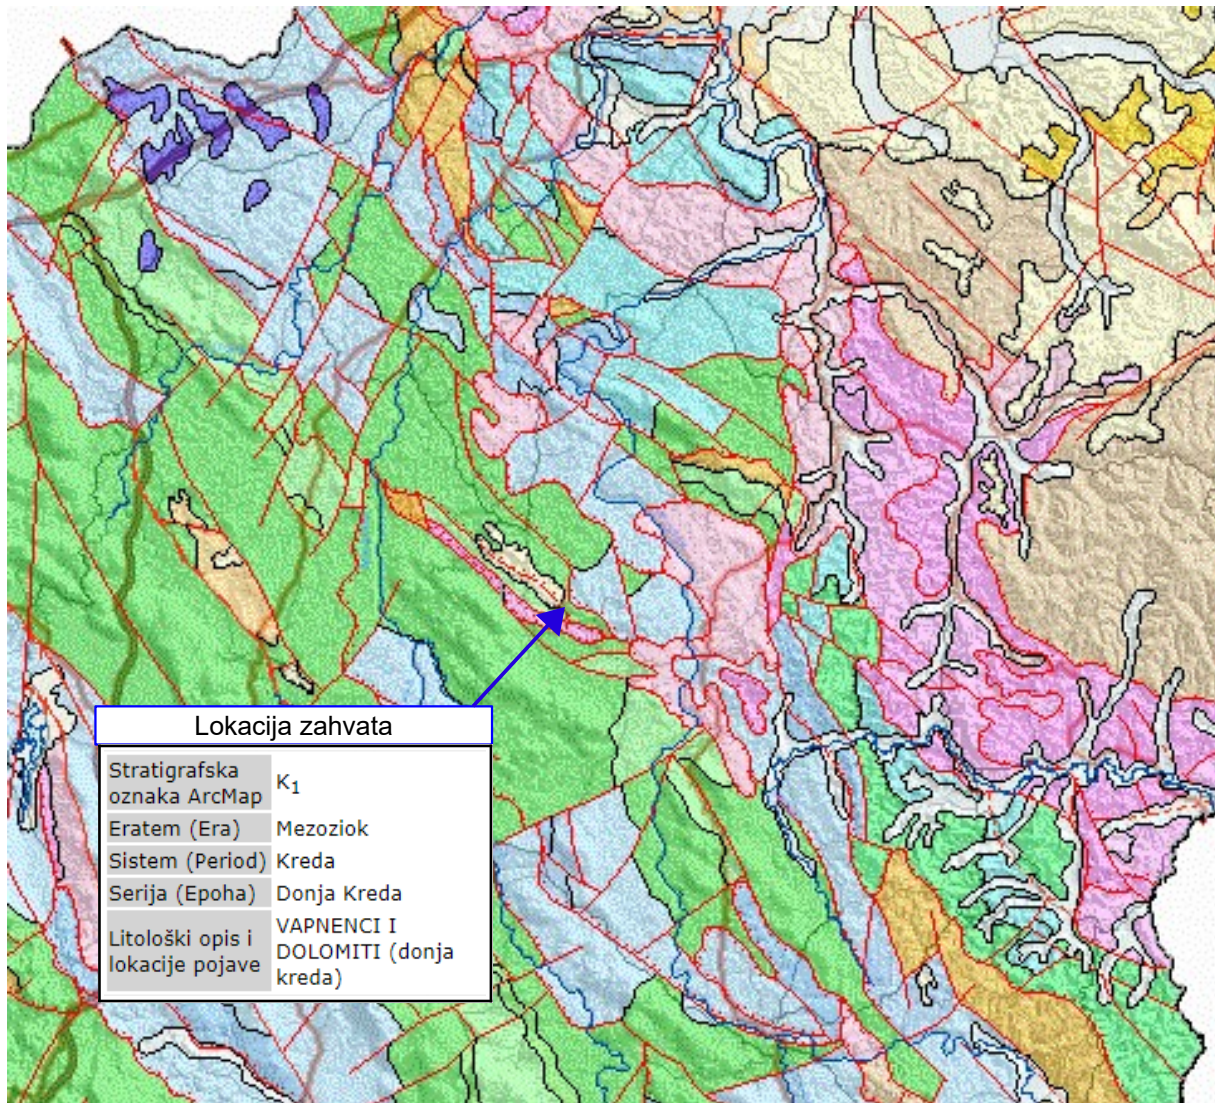 Lokacija zahvata
Stratigrafska
oznaka ArcMap
K1
Eratem (Era) Mezoziok
Sistem (Period) Kreda
Serija (Epoha) Donja Kreda
Litološki opis i
lokacije pojave
VAPNENCI I
DOLOMITI (donja
kreda)